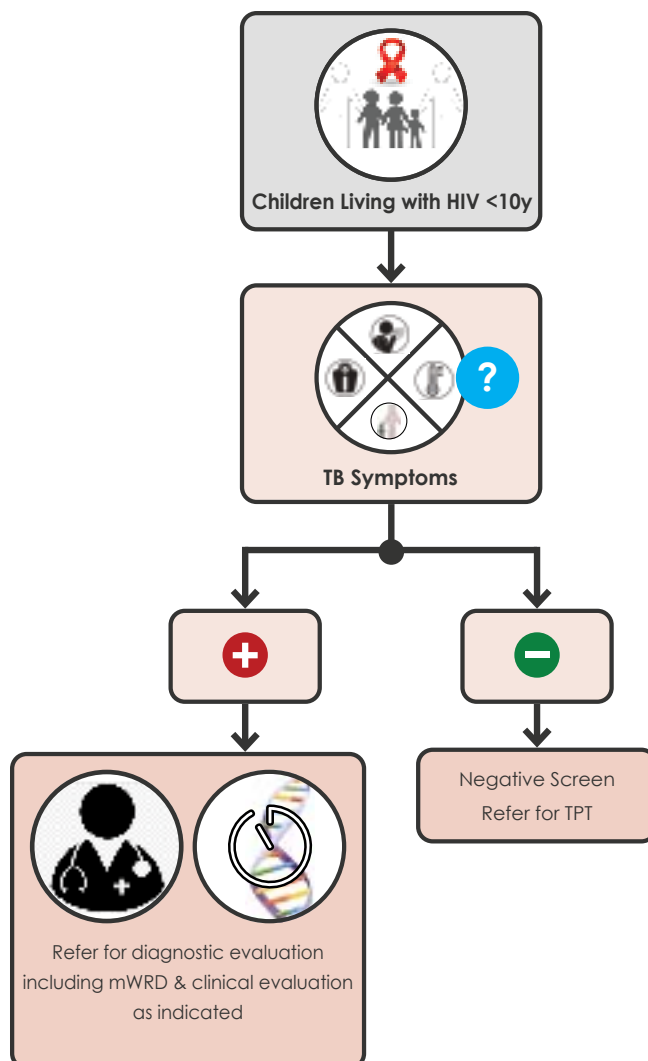 Children Living with HIV <10y
?
TB Symptoms
Negative Screen
Refer for TPT
Refer for diagnostic evaluation
including mWRD & clinical evaluation
as indicated